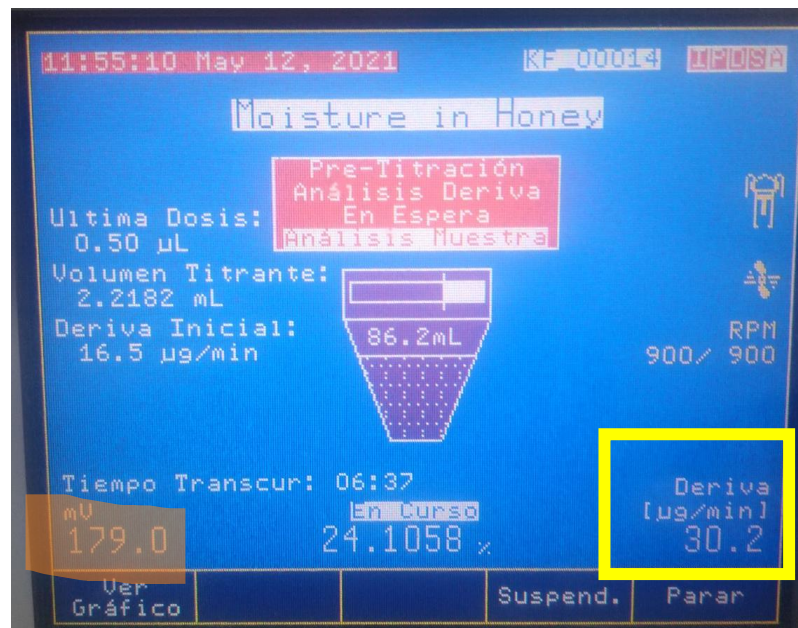 11:55:10 May 12, 2021 KF 00014 IPDSA
Moisture in Honey
Pre-Titración
Análisis Deriva
En Espera
Análisis Muestra
Ultima Dosis:
0.50 µL
Volumen Titrante:
2.2182 mL
Deriva Inicial:
16.5 µg/min
86.2mL
RPM
900/ 900
Tiempo Transcur: 06:37
mV
179.0
En Curso
24.1058 %
Deriva
[µg/min]
30.2
Ver
Gráfico
Suspend.
Parar